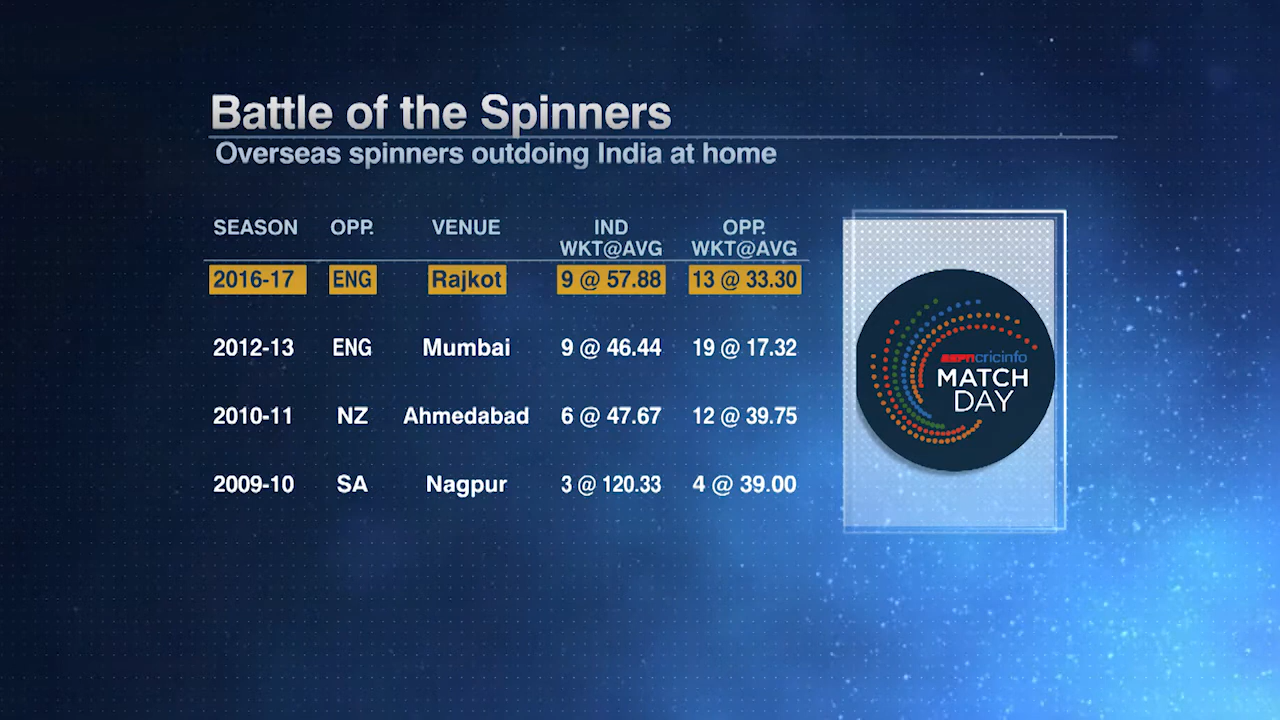 Battle of the Spinners
Overseas spinners outdoing India at home
SEASON OPP. VENUE IND WKT@AVG OPP. WKT@AVG
2016-17 ENG Rajkot 9 @ 57.88 13 @ 33.30
2012-13 ENG Mumbai 9 @ 46.44 19 @ 17.32
2010-11 NZ Ahmedabad 6 @ 47.67 12 @ 39.75
2009-10 SA Nagpur 3 @ 120.33 4 @ 39.00
ESPNcricinfo
MATCH
DAY